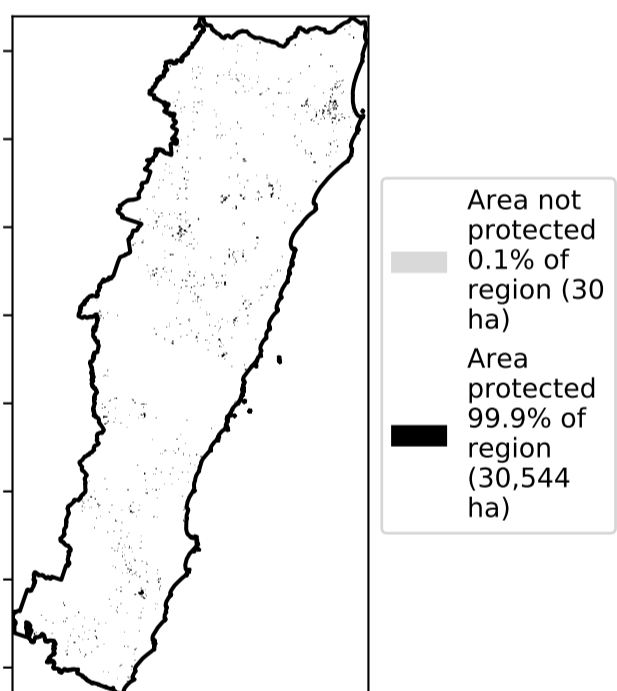 Area not
protected
0.1% of
region (30
ha)
Area
protected
99.9% of
region
(30,544
ha)